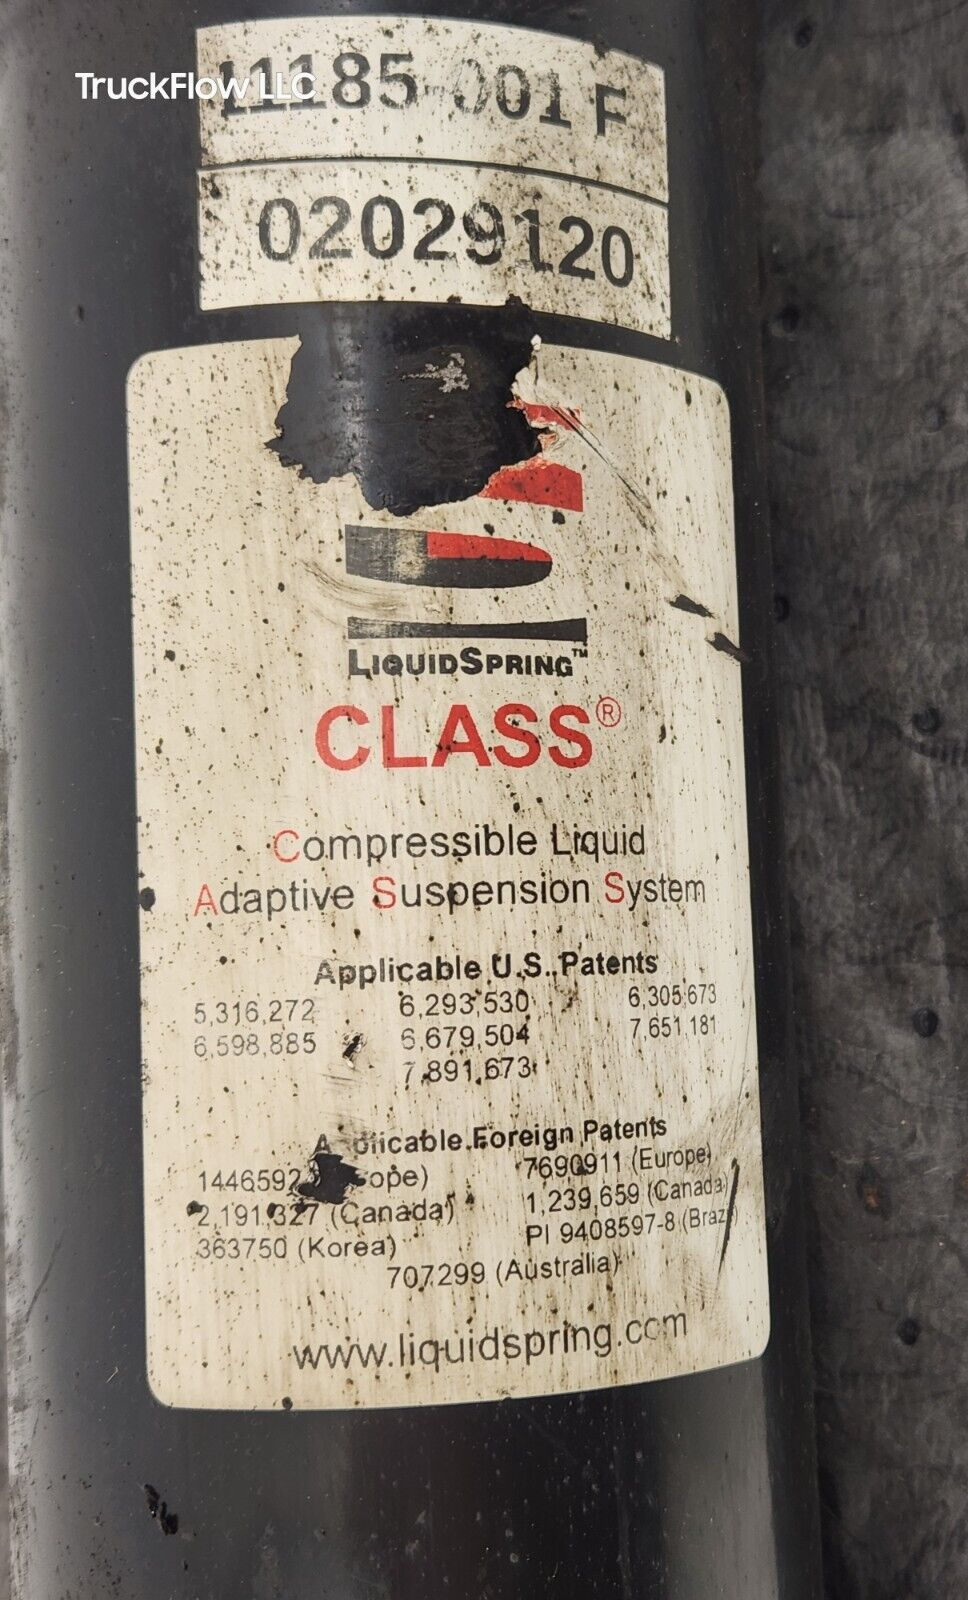 TruckFlow LLC
11185-001 F
02029120
LIQUIDSPRING™
CLASS®
Compressible Liquid
Adaptive Suspension System
Applicable U.S. Patents
5,316,272 6,293,530 6,305,673
6,598,885 6,679,504 7,651,181
7,891,673
Applicable Foreign Patents
7690911 (Europe)
2,191,327 (Canada) 1,239,659 (Canada)
363750 (Korea) PI 9408597-8
707299 (Australia)
www.liquidspring.com